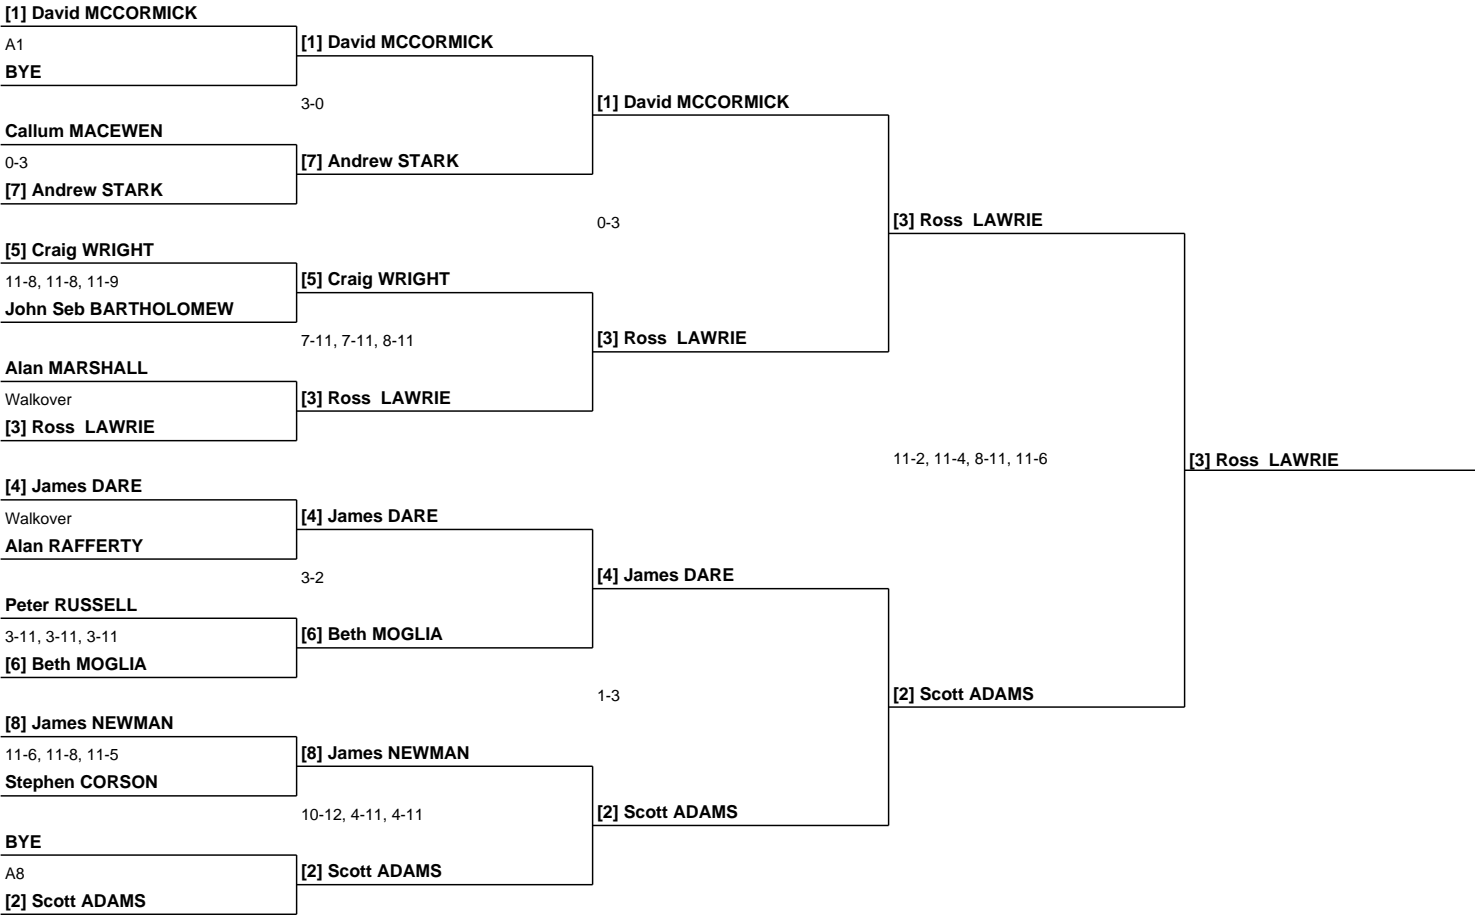 [1] David MCCORMICK
A1
BYE
Callum MACEWEN
0-3
[7] Andrew STARK
[5] Craig WRIGHT
11-8, 11-8, 11-9
John Seb BARTHOLOMEW
Alan MARSHALL
Walkover
[3] Ross LAWRIE
[4] James DARE
Walkover
Alan RAFFERTY
Peter RUSSELL
3-11, 3-11, 3-11
[6] Beth MOGLIA
[8] James NEWMAN
11-6, 11-8, 11-5
Stephen CORSON
BYE
A8
[2] Scott ADAMS
[1] David MCCORMICK
3-0
[7] Andrew STARK
[5] Craig WRIGHT
7-11, 7-11, 8-11
[3] Ross LAWRIE
[4] James DARE
3-2
[6] Beth MOGLIA
[8] James NEWMAN
10-12, 4-11, 4-11
[2] Scott ADAMS
[1] David MCCORMICK
0-3
[3] Ross LAWRIE
[4] James DARE
1-3
[2] Scott ADAMS
[3] Ross LAWRIE
11-2, 11-4, 8-11, 11-6
[2] Scott ADAMS
[3] Ross LAWRIE